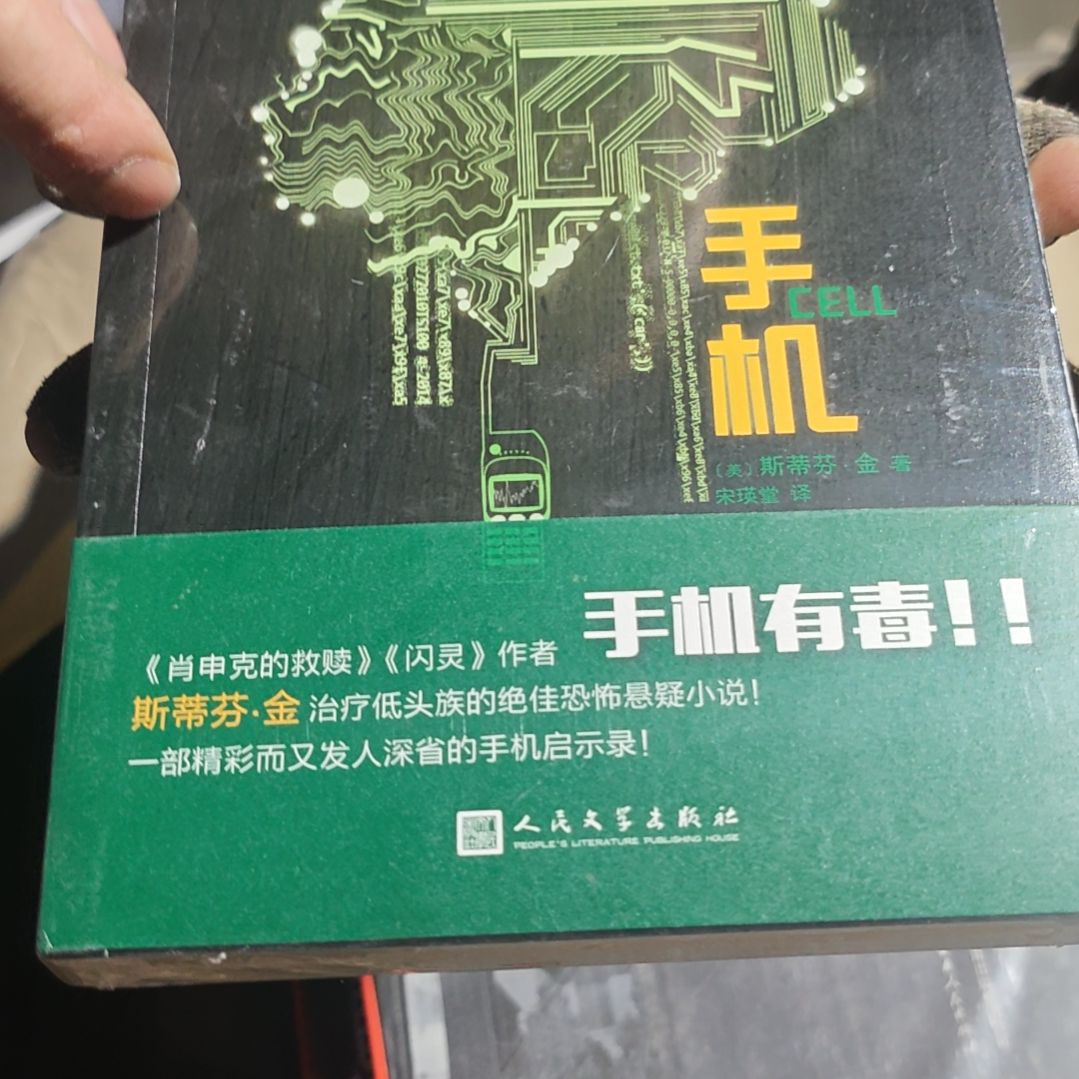 手机
CELL
〔美〕斯蒂芬·金 著
宋瑛堂 译
手机有毒！！
《肖申克的救赎》《闪灵》作者
斯蒂芬·金 治疗低头族的绝佳恐怖悬疑小说！
一部精彩而又发人深省的手机启示录！
人民文学出版社
PEOPLE'S LITERATURE PUBLISHING HOUSE